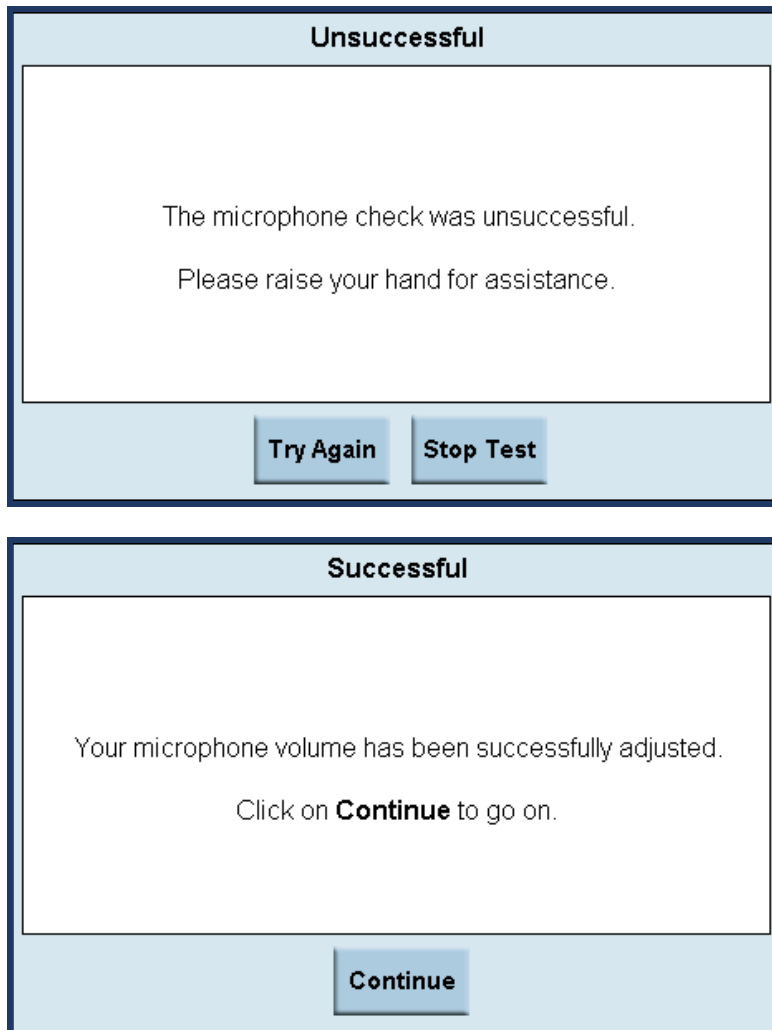 Unsuccessful
The microphone check was unsuccessful.
Please raise your hand for assistance.
Try Again Stop Test
Successful
Your microphone volume has been successfully adjusted.
Click on Continue to go on.
Continue